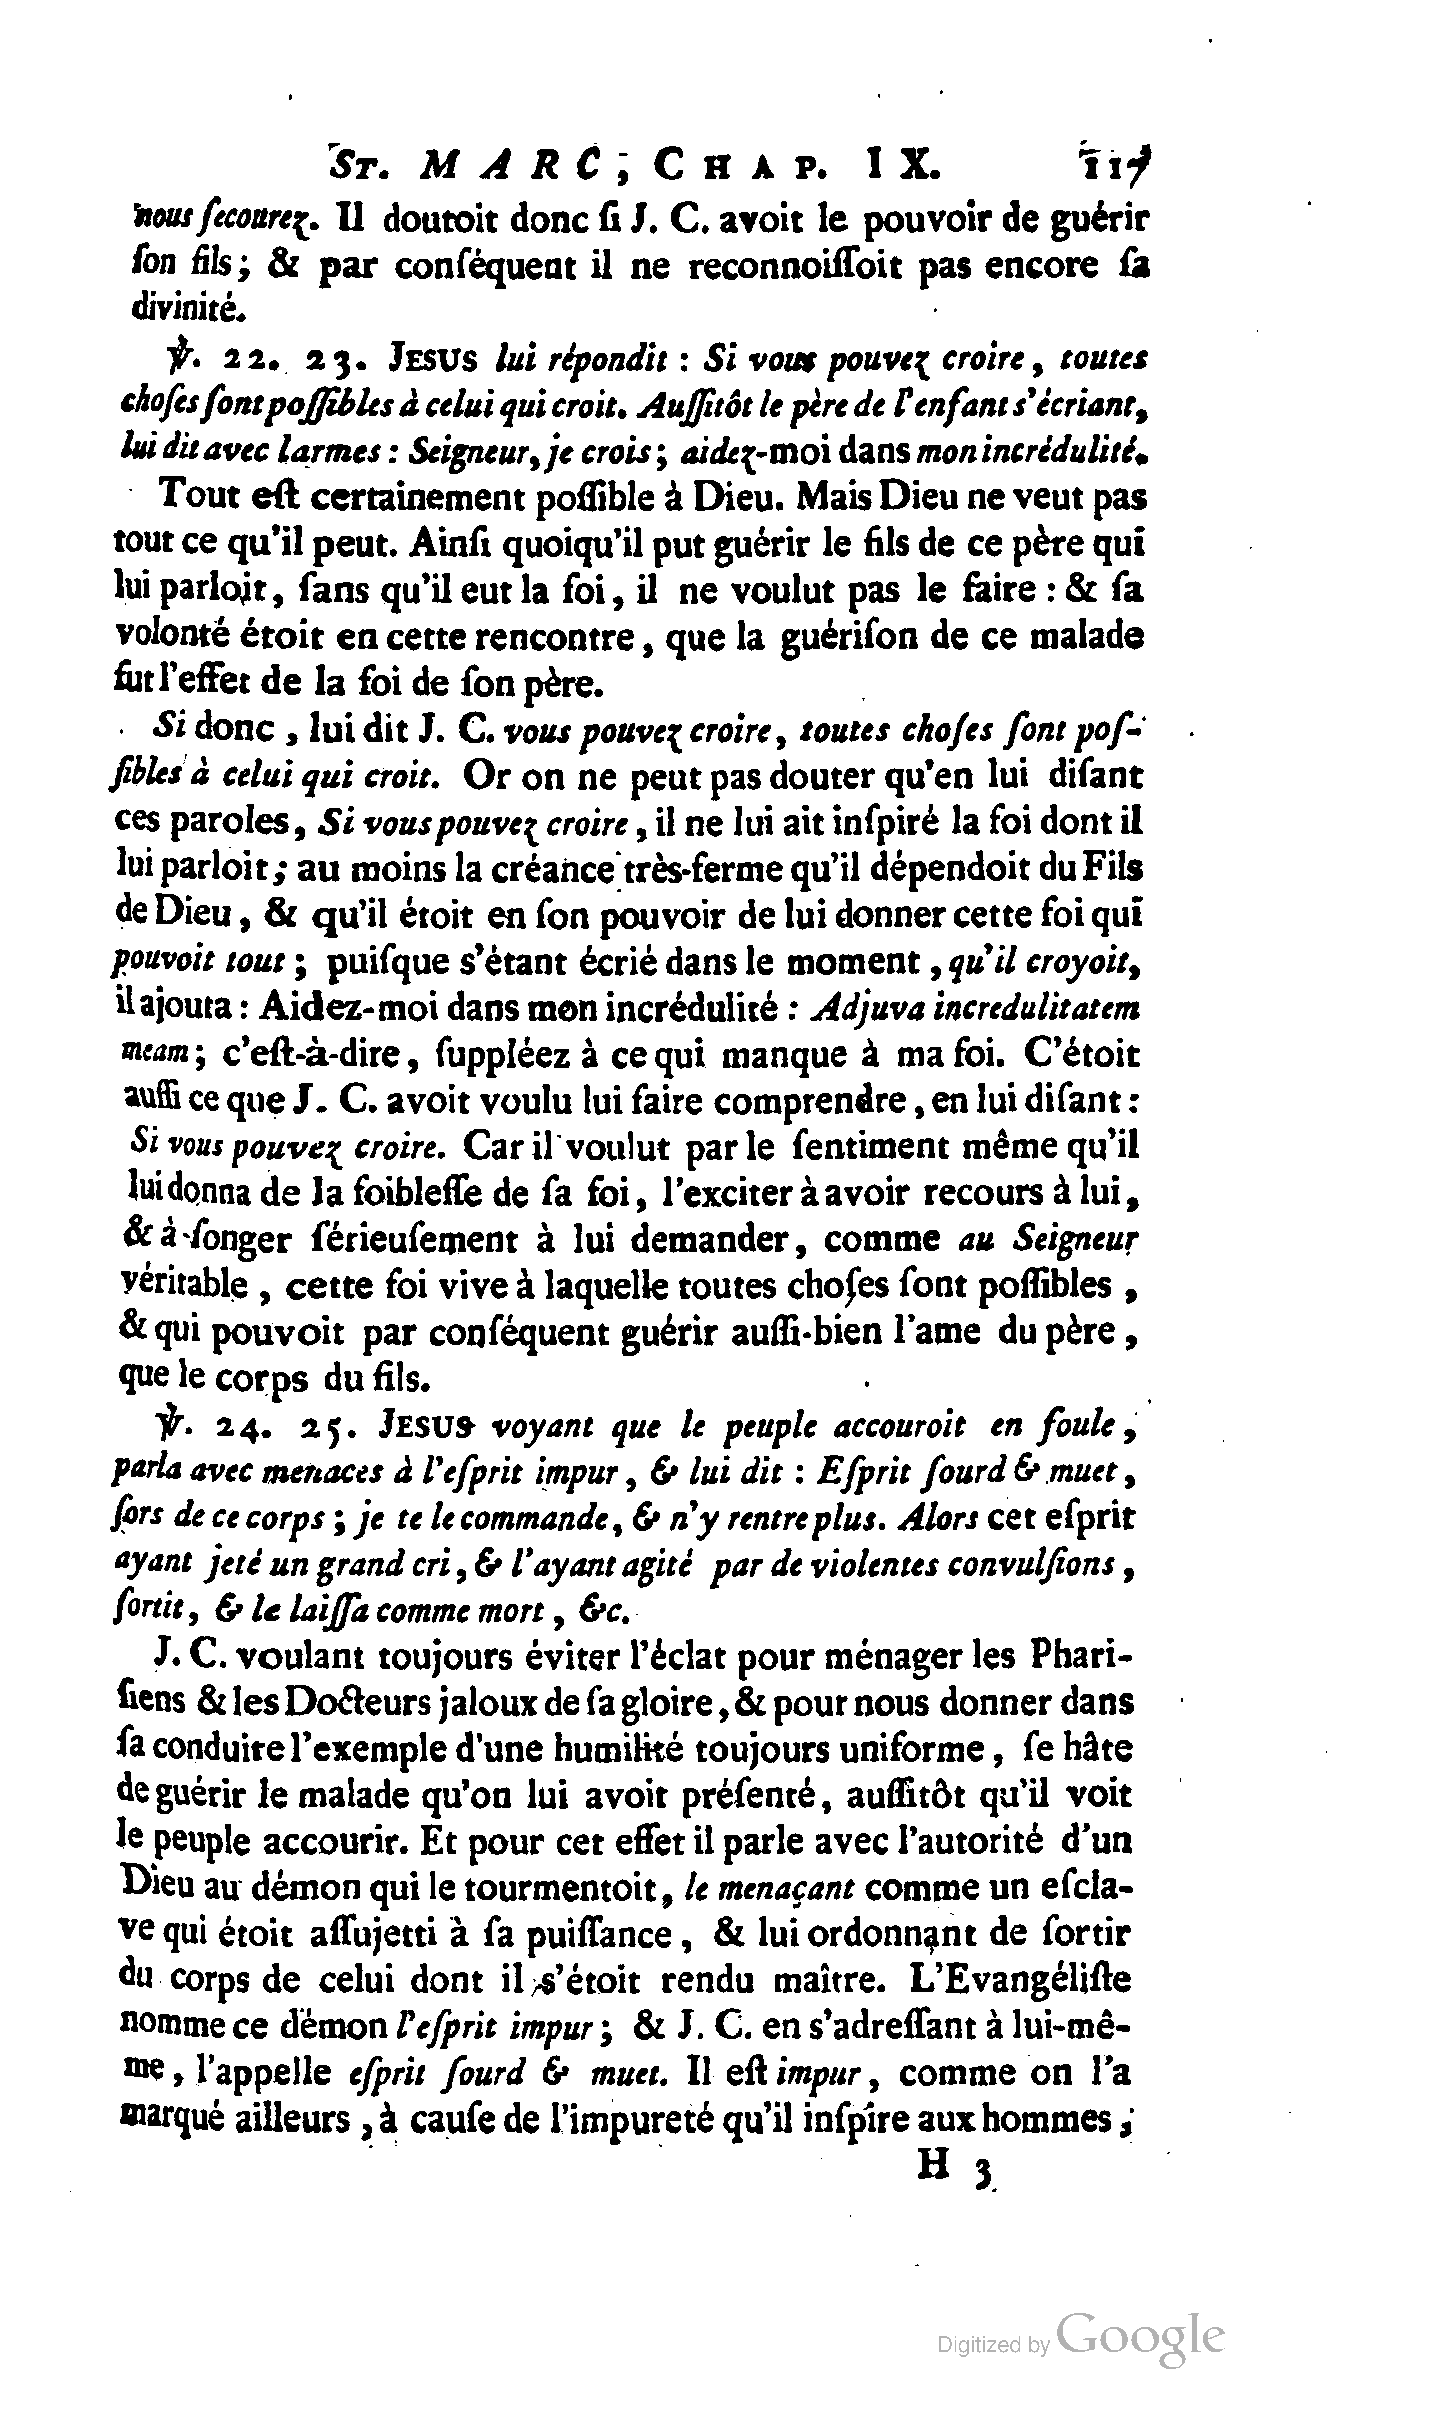 ST. MARC, CHAP. IX. 117
nous ſecourez. Il doutoit donc ſi J. C. avoit le pouvoir de guérir
ſon fils; & par conſéquent il ne reconnoiſſoit pas encore ſa
divinité.
℣. 22. 23. JESUS lui répondit : Si vous pouvez croire, toutes
choſes ſont poſſibles à celui qui croit. Auſſitôt le père de l'enfant s'écriant,
lui dit avec larmes : Seigneur, je crois; aidez-moi dans mon incrédulité.
Tout eſt certainement poſſible à Dieu. Mais Dieu ne veut pas
tout ce qu'il peut. Ainſi quoiqu'il put guérir le fils de ce père qui
lui parloit, ſans qu'il eut la foi, il ne voulut pas le faire : & ſa
volonté étoit en cette rencontre, que la guériſon de ce malade
fut l'effet de la foi de ſon père.
Si donc, lui dit J. C. vous pouvez croire, toutes choſes ſont poſ-
ſibles à celui qui croit. Or on ne peut pas douter qu'en lui diſant
ces paroles, Si vous pouvez croire, il ne lui ait inſpiré la foi dont il
lui parloit; au moins la créance très-ferme qu'il dépendoit du Fils
de Dieu, & qu'il étoit en ſon pouvoir de lui donner cette foi qui
pouvoit tout; puiſque s'étant écrié dans le moment, qu'il croyoit,
il ajouta : Aidez-moi dans mon incrédulité : Adjuva incredulitatem
meam; c'eſt-à-dire, ſuppléez à ce qui manque à ma foi. C'étoit
auſſi ce que J. C. avoit voulu lui faire comprendre, en lui diſant :
Si vous pouvez croire. Car il voulut par le ſentiment même qu'il
lui donna de la foibleſſe de ſa foi, l'exciter à avoir recours à lui,
& à ſonger ſérieuſement à lui demander, comme au Seigneur
véritable, cette foi vive à laquelle toutes choſes ſont poſſibles,
& qui pouvoit par conſéquent guérir auſſi-bien l'ame du père,
que le corps du fils.
℣. 24. 25. JESUS voyant que le peuple accouroit en foule,
parla avec menaces à l'eſprit impur, & lui dit : Eſprit ſourd & muet,
ſors de ce corps; je te le commande, & n'y rentre plus. Alors cet eſprit
ayant jeté un grand cri, & l'ayant agité par de violentes convulſions,
ſortit, & le laiſſa comme mort, &c.
J. C. voulant toujours éviter l'éclat pour ménager les Phari-
ſiens & les Docteurs jaloux de ſa gloire, & pour nous donner dans
ſa conduite l'exemple d'une humilité toujours uniforme, ſe hâte
de guérir le malade qu'on lui avoit préſenté, auſſitôt qu'il voit
le peuple accourir. Et pour cet effet il parle avec l'autorité d'un
Dieu au démon qui le tourmentoit, le menaçant comme un eſcla-
ve qui étoit aſſujetti à ſa puiſſance, & lui ordonnant de ſortir
du corps de celui dont il s'étoit rendu maître. L'Evangéliſte
nomme ce démon l'eſprit impur; & J. C. en s'adreſſant à lui-mê-
me, l'appelle eſprit ſourd & muet. Il eſt impur, comme on l'a
marqué ailleurs, à cauſe de l'impureté qu'il inſpire aux hommes;
H 3
Digitized by Google